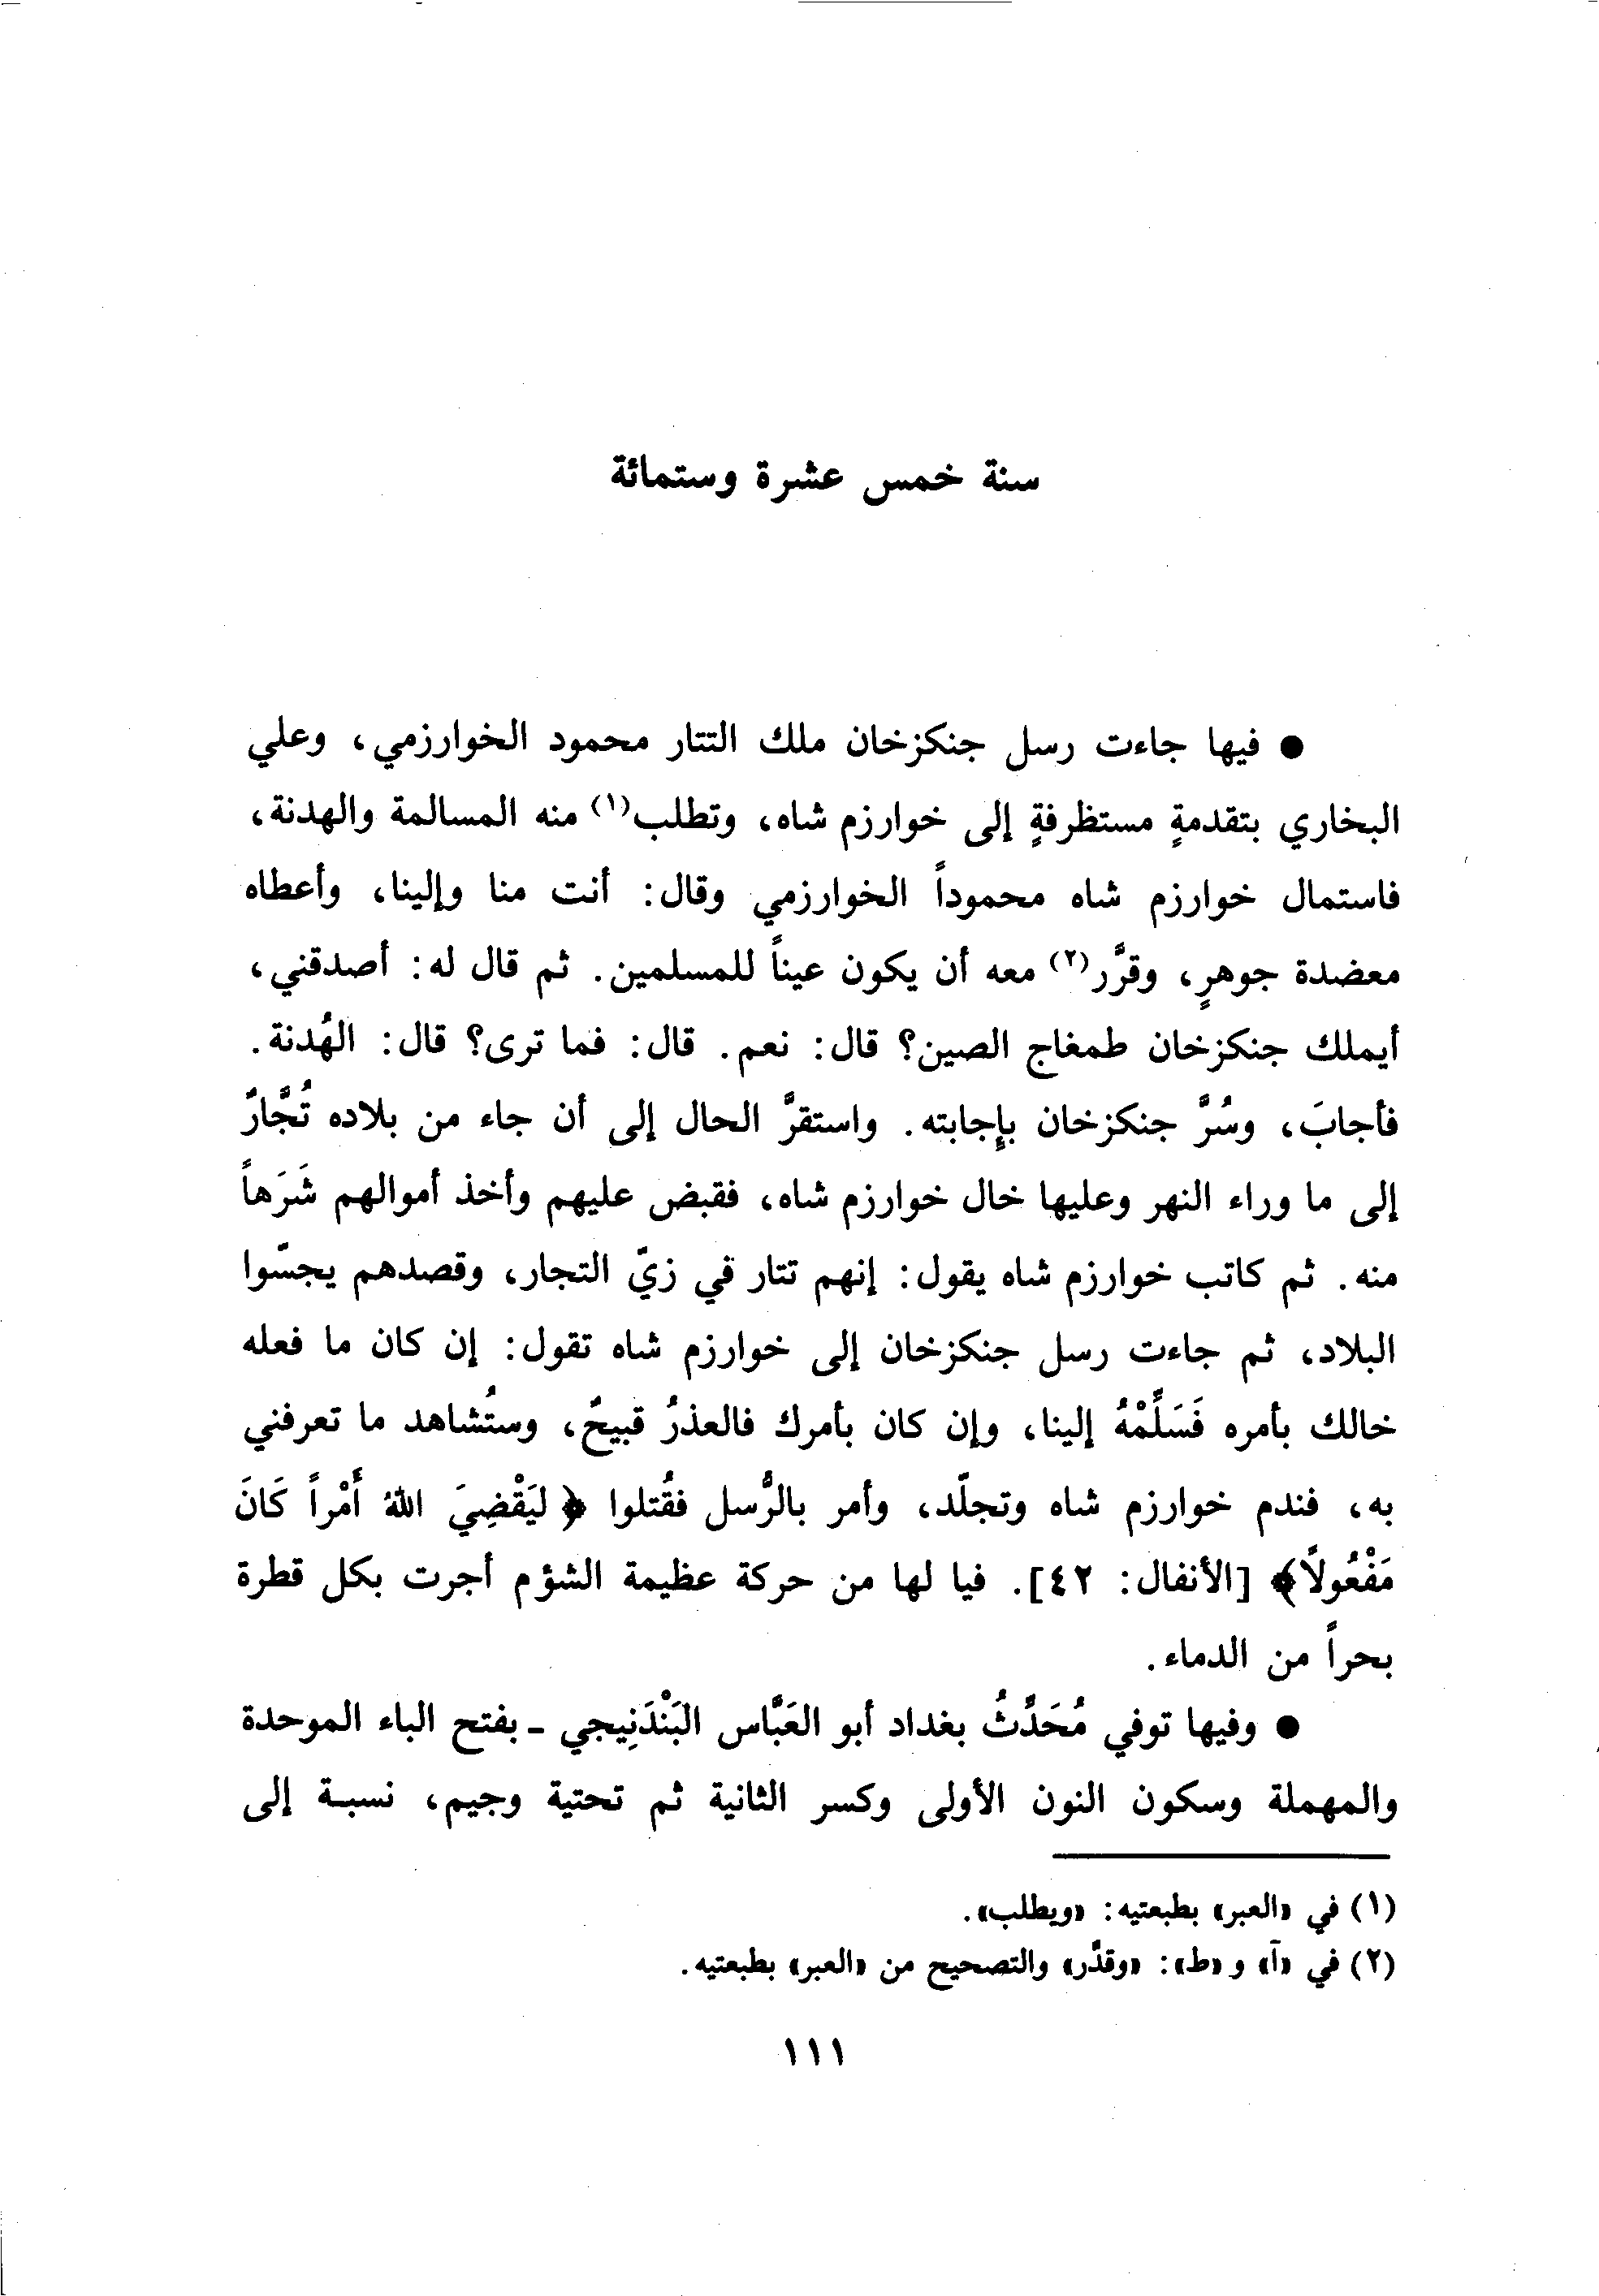 سنة خمس عشرة وستمائة
● فيها جاءت رسل جنكزخان ملك التتار محمود الخوارزمي، وعلي
البخاري بتقدمةٍ مستظرفةٍ إلى خوارزم شاه، وتطلب(١) منه المسالمة والهدنة،
فاستمال خوارزم شاه محموداً الخوارزمي وقال: أنت منا وإلينا، وأعطاه
معضدة جوهرٍ، وقرَّر(٢) معه أن يكون عيناً للمسلمين. ثم قال له: أصدقني،
أيملك جنكزخان طمغاج الصين؟ قال: نعم. قال: فما ترى؟ قال: الهُدنة.
فأجابَ، وسُرَّ جنكزخان بإجابته. واستقرَّ الحال إلى أن جاء من بلاده تُجَّارٌ
إلى ما وراء النهر وعليها خال خوارزم شاه، فقبض عليهم وأخذ أموالهم شَرَهاً
منه. ثم كاتب خوارزم شاه يقول: إنهم تتار في زيّ التجار، وقصدهم يجسّوا
البلاد، ثم جاءت رسل جنكزخان إلى خوارزم شاه تقول: إن كان ما فعله
خالك بأمره فَسَلِّمْهُ إلينا، وإن كان بأمرك فالعذرُ قبيحٌ، وستُشاهد ما تعرفني
به، فندم خوارزم شاه وتجلّد، وأمر بالرُّسل فقُتلوا ﴿ لِيَقْضِيَ اللهُ أَمْراً كَانَ
مَفْعُولاً﴾ [الأنفال: ٤٢]. فيا لها من حركة عظيمة الشؤم أجرت بكل قطرة
بحراً من الدماء.
● وفيها توفي مُحَدِّثُ بغداد أبو العَبَّاس البَنْدَنِيجي ـ بفتح الباء الموحدة
والمهملة وسكون النون الأولى وكسر الثانية ثم تحتية وجيم، نسبة إلى
(١) في «العبر» بطبعتيه: «ويطلب».
(٢) في «آ» و «ط»: «وقدَّر» والتصحيح من «العبر» بطبعتيه.
١١١